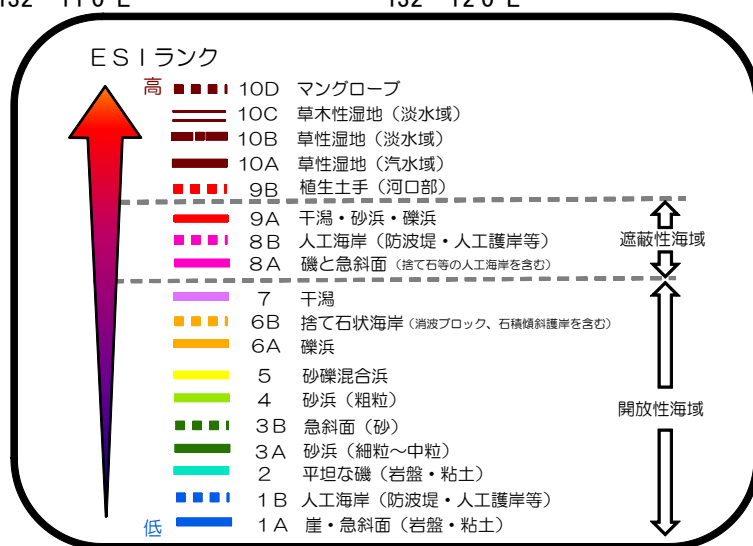 ESIランク
高 10D マングローブ
10C 草木性湿地（淡水域）
10B 草性湿地（淡水域）
10A 草性湿地（汽水域）
9B 植生土手（河口部）
9A 干潟・砂浜・礫浜
8B 人工海岸（防波堤・人工護岸等）
遮蔽性海域
8A 磯と急斜面（捨て石等の人工海岸を含む）
7 干潟
6B 捨て石状海岸（消波ブロック、石積傾斜護岸を含む）
6A 礫浜
5 砂礫混合浜
4 砂浜（粗粒）
開放性海域
3B 急斜面（砂）
3A 砂浜（細粒～中粒）
2 平坦な磯（岩盤・粘土）
1B 人工海岸（防波堤・人工護岸等）
低 1A 崖・急斜面（岩盤・粘土）